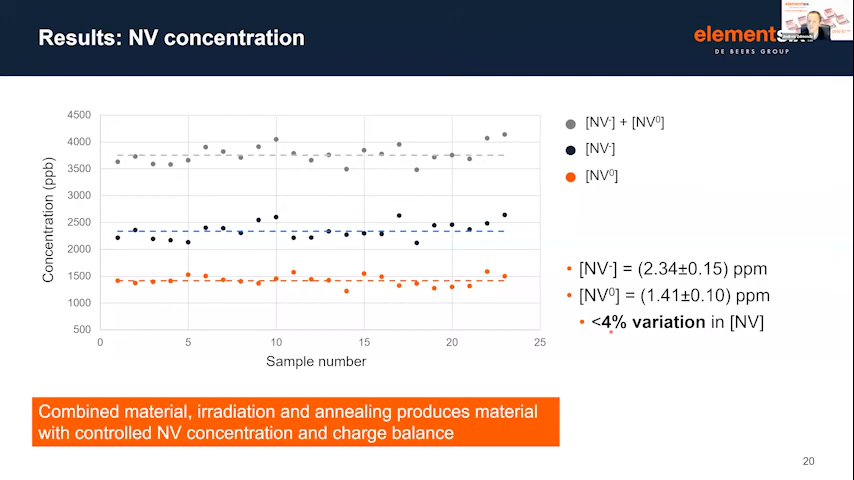 Results: NV concentration
elementsix
DE BEERS GROUP
4500
4000
3500
3000
2500
2000
1500
1000
500
Concentration (ppb)
0
5
10
15
20
25
Sample number
[NV-] + [NV0]
[NV-]
[NV0]
• [NV-] = (2.34±0.15) ppm
• [NV0] = (1.41±0.10) ppm
• <4% variation in [NV]
Combined material, irradiation and annealing produces material
with controlled NV concentration and charge balance
20